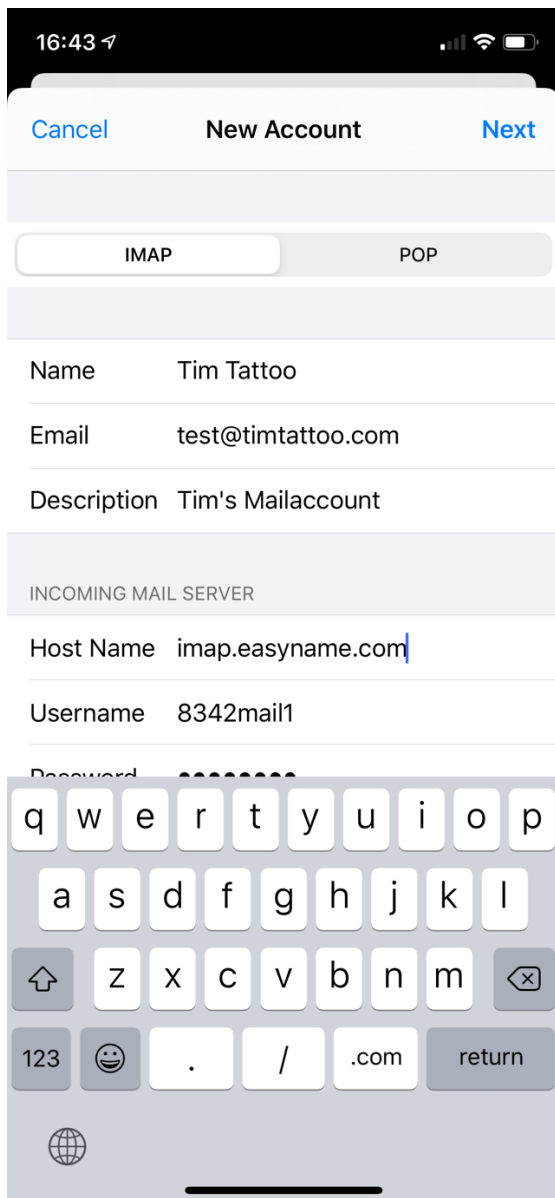 16:43
Cancel New Account Next
IMAP POP
Name Tim Tattoo
Email test@timtattoo.com
Description Tim's Mailaccount
INCOMING MAIL SERVER
Host Name imap.easyname.com
Username 8342mail1
Password ●●●●●●●●
q w e r t y u i o p
a s d f g h j k l
z x c v b n m
123 . / .com return